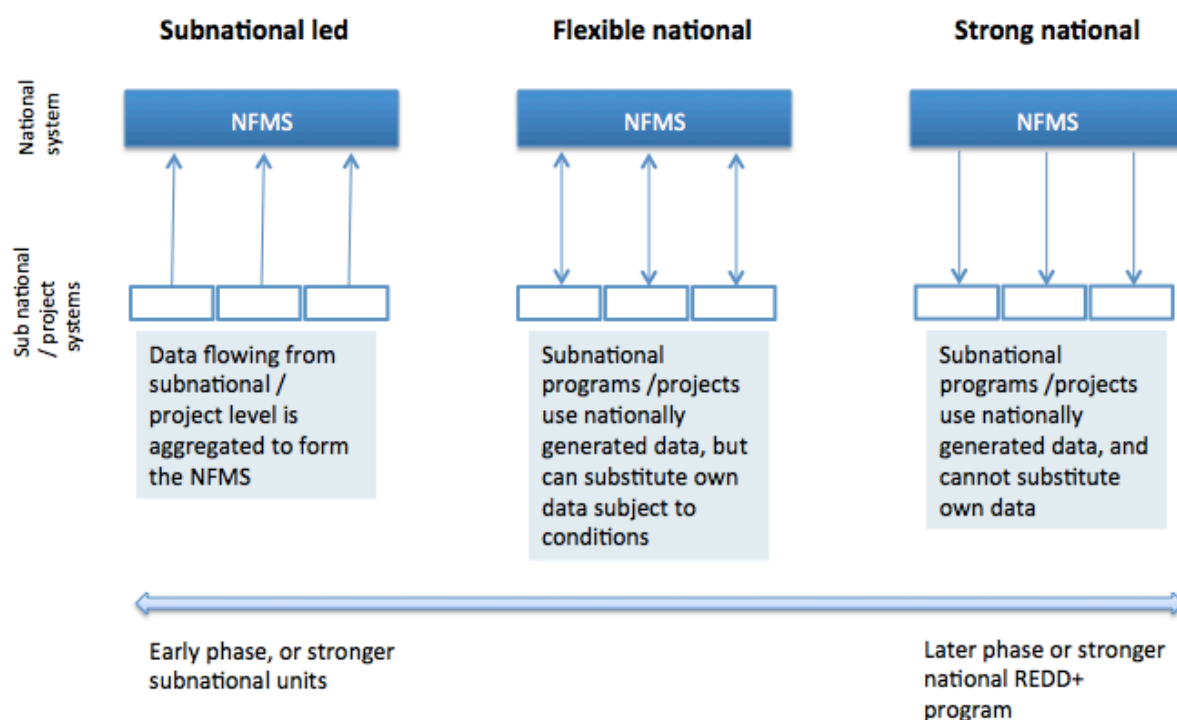 Subnational led
Flexible national
Strong national
National
system
NFMS
NFMS
NFMS
Sub national
/ project
systems
Data flowing from
subnational /
project level is
aggregated to form
the NFMS
Subnational
programs /projects
use nationally
generated data, but
can substitute own
data subject to
conditions
Subnational
programs /projects
use nationally
generated data, and
cannot substitute
own data
Early phase, or stronger
subnational units
Later phase or stronger
national REDD+
program